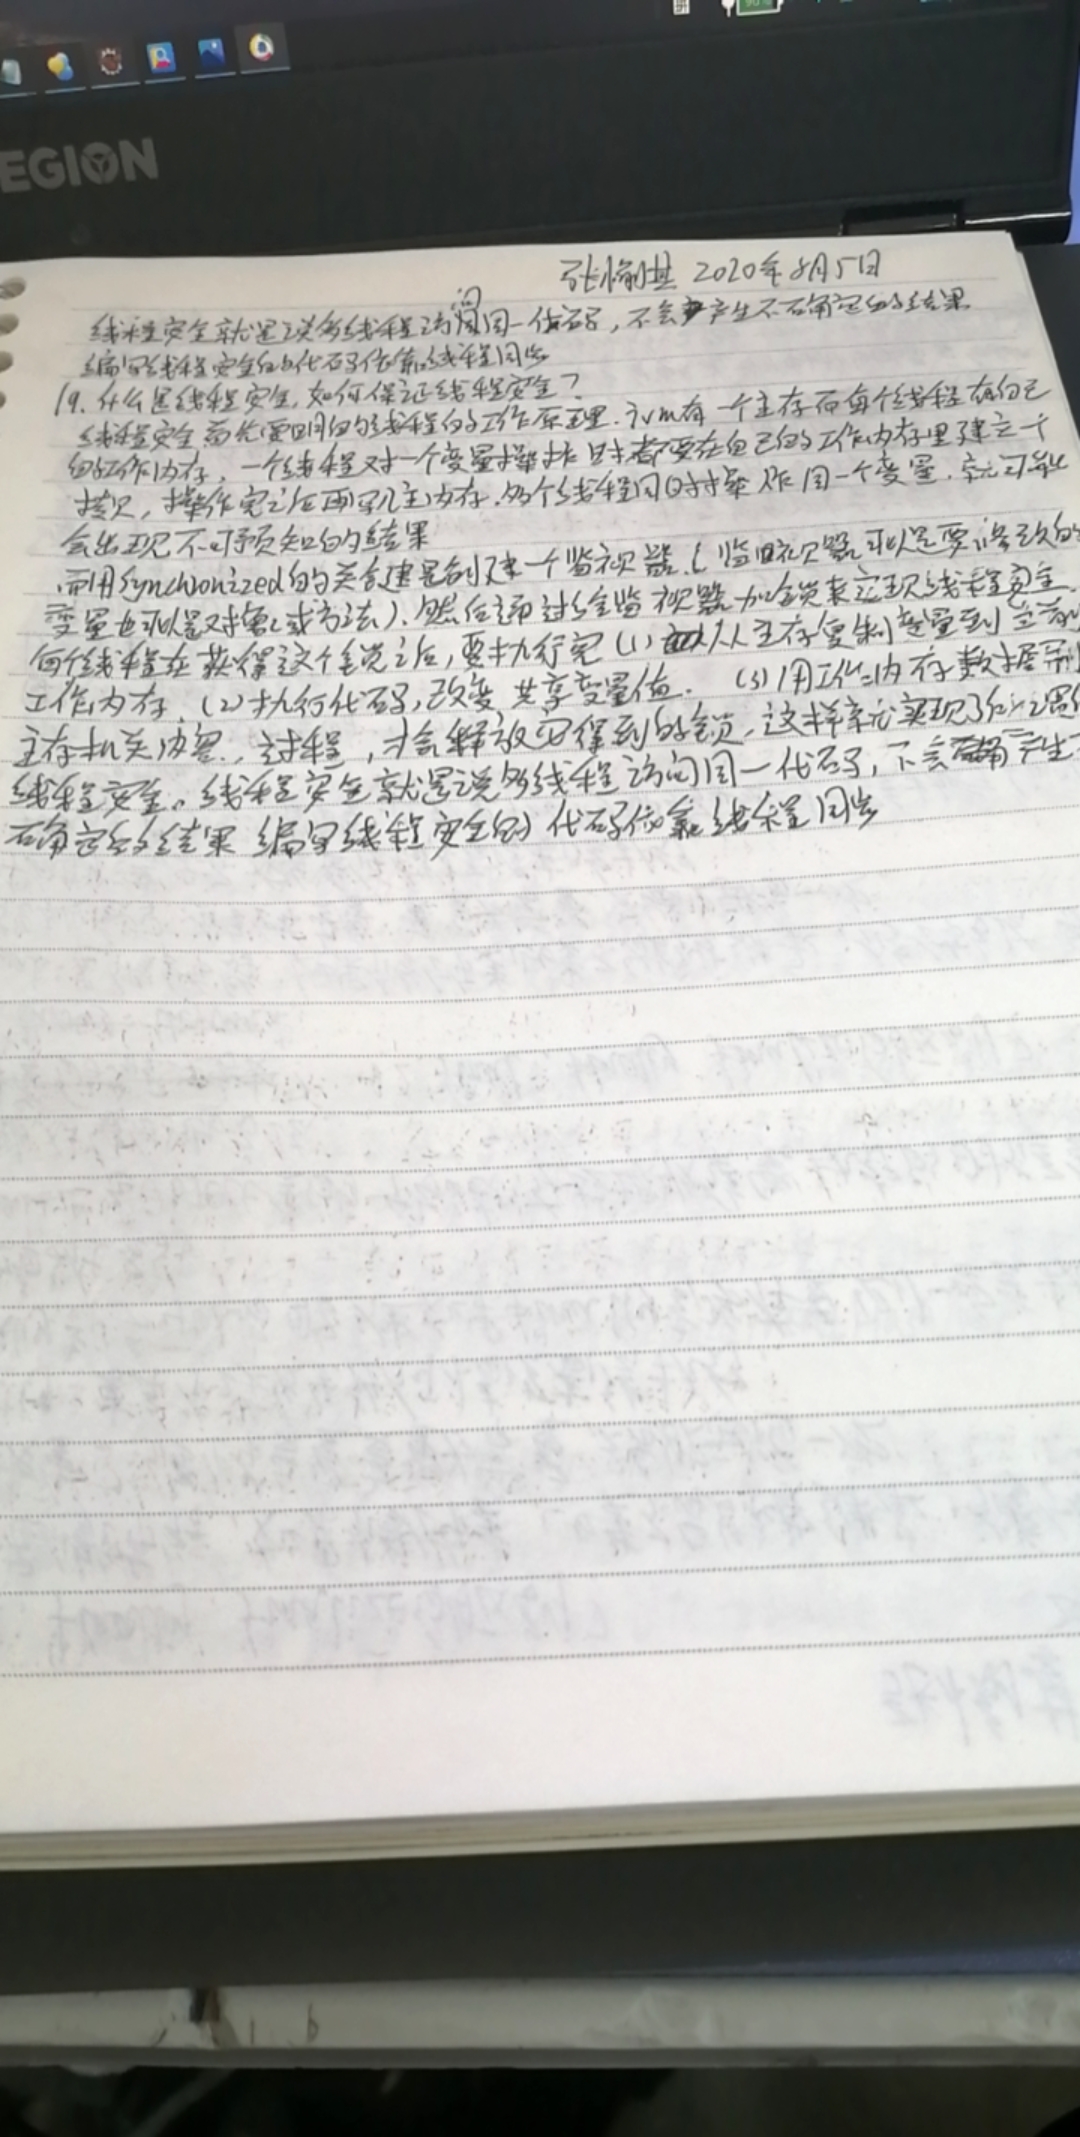 90%
EGION
张 基 2020年8月5日
线程安全就是说多线程访问同一代码,不会产生不确定的结果
编写线程安全的代码依靠线程同步
19.什么是线程安全,如何保证线程安全?
线程安全首先要明白线程的工作原理.jvm有一个主存而每个线程有自己
的工作内存,一个线程对一个变量操作时都要在自己的工作内存里建立一个
拷贝,操作完之后再写入主内存.多个线程同时操作同一个变量.就可能
会出现不可预知的结果
而用synchronized的关键是创建一个监视器.(监视器可以是要修改的
变量也可以是对象或方法).然后通过给监视器加锁来实现线程安全.
每个线程在获得这个锁之后,要执行完(1)从主存复制变量到当前
工作内存.(2)执行代码,改变共享变量值.(3)用工作内存数据刷
主存相关内容.过程,才会释放它得到的锁,这样就实现了
线程安全。线程安全就是说多线程访问同一代码,不会产生不
确定的结果 编写线程安全的代码依靠线程同步